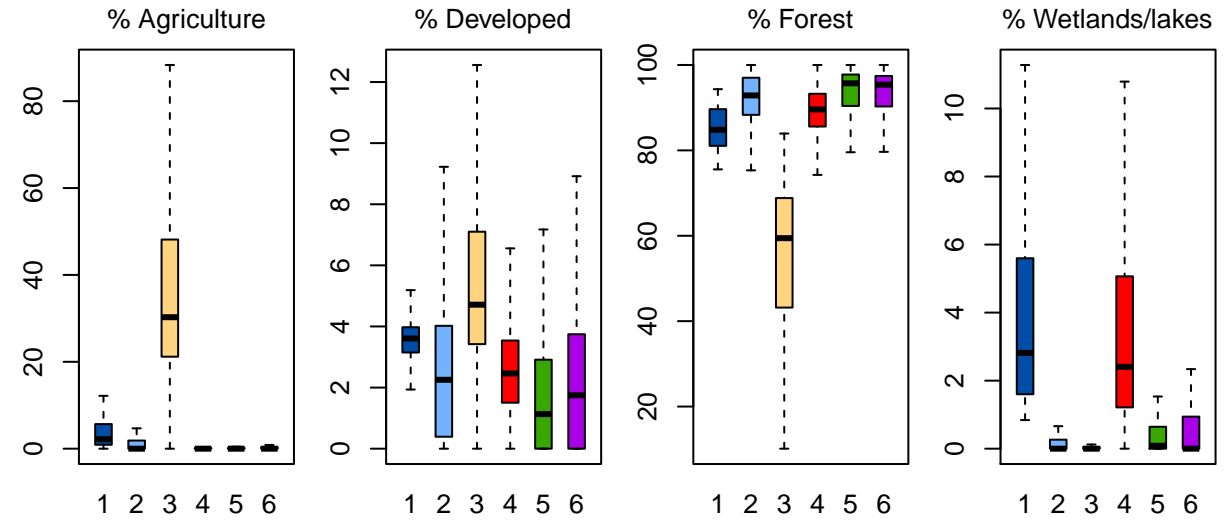 % Agriculture
0 20 40 60 80
1 2 3 4 5 6
% Developed
0 2 4 6 8 10 12
1 2 3 4 5 6
% Forest
20 40 60 80 100
1 2 3 4 5 6
% Wetlands/lakes
0 2 4 6 8 10
1 2 3 4 5 6